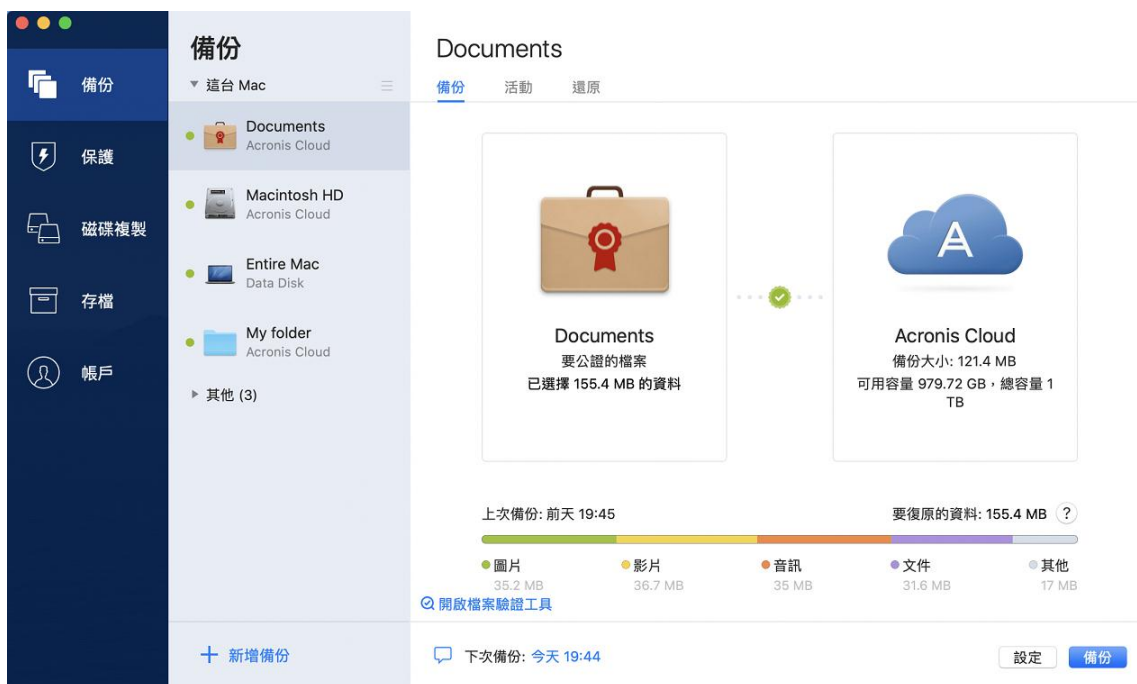 備份
保護
磁碟複製
存檔
帳戶
備份
這台 Mac
Documents
Acronis Cloud
Macintosh HD
Acronis Cloud
Entire Mac
Data Disk
My folder
Acronis Cloud
其他 (3)
新增備份
Documents
備份 活動 還原
Documents
要公證的檔案
已選擇 155.4 MB 的資料
Acronis Cloud
備份大小: 121.4 MB
可用容量 979.72 GB，總容量 1
TB
上次備份: 前天 19:45 要復原的資料: 155.4 MB ?
圖片 影片 音訊 文件 其他
35.2 MB 36.7 MB 35 MB 31.6 MB 17 MB
開啟檔案驗證工具
下次備份: 今天 19:44 設定 備份